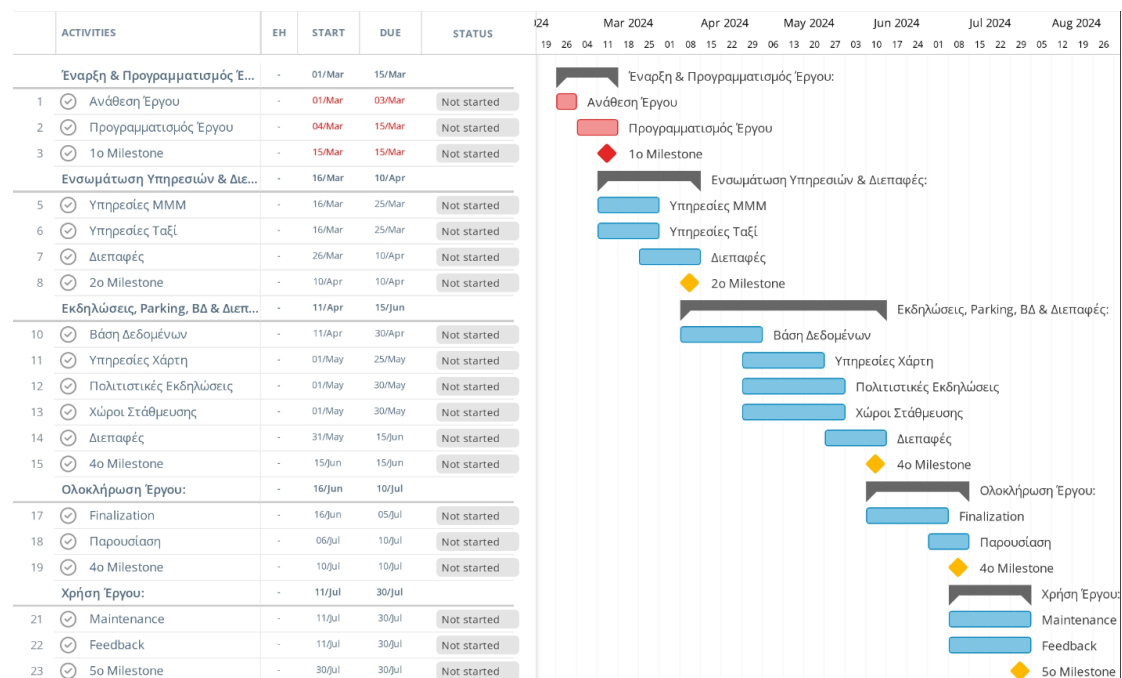 ACTIVITIES EH START DUE STATUS
024 Mar 2024 Apr 2024 May 2024 Jun 2024 Jul 2024 Aug 2024
19 26 04 11 18 25 01 08 15 22 29 06 13 20 27 03 10 17 24 01 08 15 22 29 05 12 19 26
Έναρξη & Προγραμματισμός Έ... - 01/Mar 15/Mar Έναρξη & Προγραμματισμός Έργου:
1 Ανάθεση Έργου - 01/Mar 03/Mar Not started Ανάθεση Έργου
2 Προγραμματισμός Έργου - 04/Mar 15/Mar Not started Προγραμματισμός Έργου
3 1ο Milestone - 15/Mar 15/Mar Not started 1ο Milestone
Ενσωμάτωση Υπηρεσιών & Διε... - 16/Mar 10/Apr Ενσωμάτωση Υπηρεσιών & Διεπαφές:
5 Υπηρεσίες ΜΜΜ - 16/Mar 25/Mar Not started Υπηρεσίες ΜΜΜ
6 Υπηρεσίες Ταξί - 16/Mar 25/Mar Not started Υπηρεσίες Ταξί
7 Διεπαφές - 26/Mar 10/Apr Not started Διεπαφές
8 2ο Milestone - 10/Apr 10/Apr Not started 2ο Milestone
Εκδηλώσεις, Parking, ΒΔ & Διεπ... - 11/Apr 15/Jun Εκδηλώσεις, Parking, ΒΔ & Διεπαφές:
10 Βάση Δεδομένων - 11/Apr 30/Apr Not started Βάση Δεδομένων
11 Υπηρεσίες Χάρτη - 01/May 25/May Not started Υπηρεσίες Χάρτη
12 Πολιτιστικές Εκδηλώσεις - 01/May 30/May Not started Πολιτιστικές Εκδηλώσεις
13 Χώροι Στάθμευσης - 01/May 30/May Not started Χώροι Στάθμευσης
14 Διεπαφές - 31/May 15/Jun Not started Διεπαφές
15 4ο Milestone - 15/Jun 15/Jun Not started 4ο Milestone
Ολοκλήρωση Έργου: - 16/Jun 10/Jul Ολοκλήρωση Έργου:
17 Finalization - 16/Jun 05/Jul Not started Finalization
18 Παρουσίαση - 06/Jul 10/Jul Not started Παρουσίαση
19 4ο Milestone - 10/Jul 10/Jul Not started 4ο Milestone
Χρήση Έργου: - 11/Jul 30/Jul Χρήση Έργου:
21 Maintenance - 11/Jul 30/Jul Not started Maintenance
22 Feedback - 11/Jul 30/Jul Not started Feedback
23 5ο Milestone - 30/Jul 30/Jul Not started 5ο Milestone